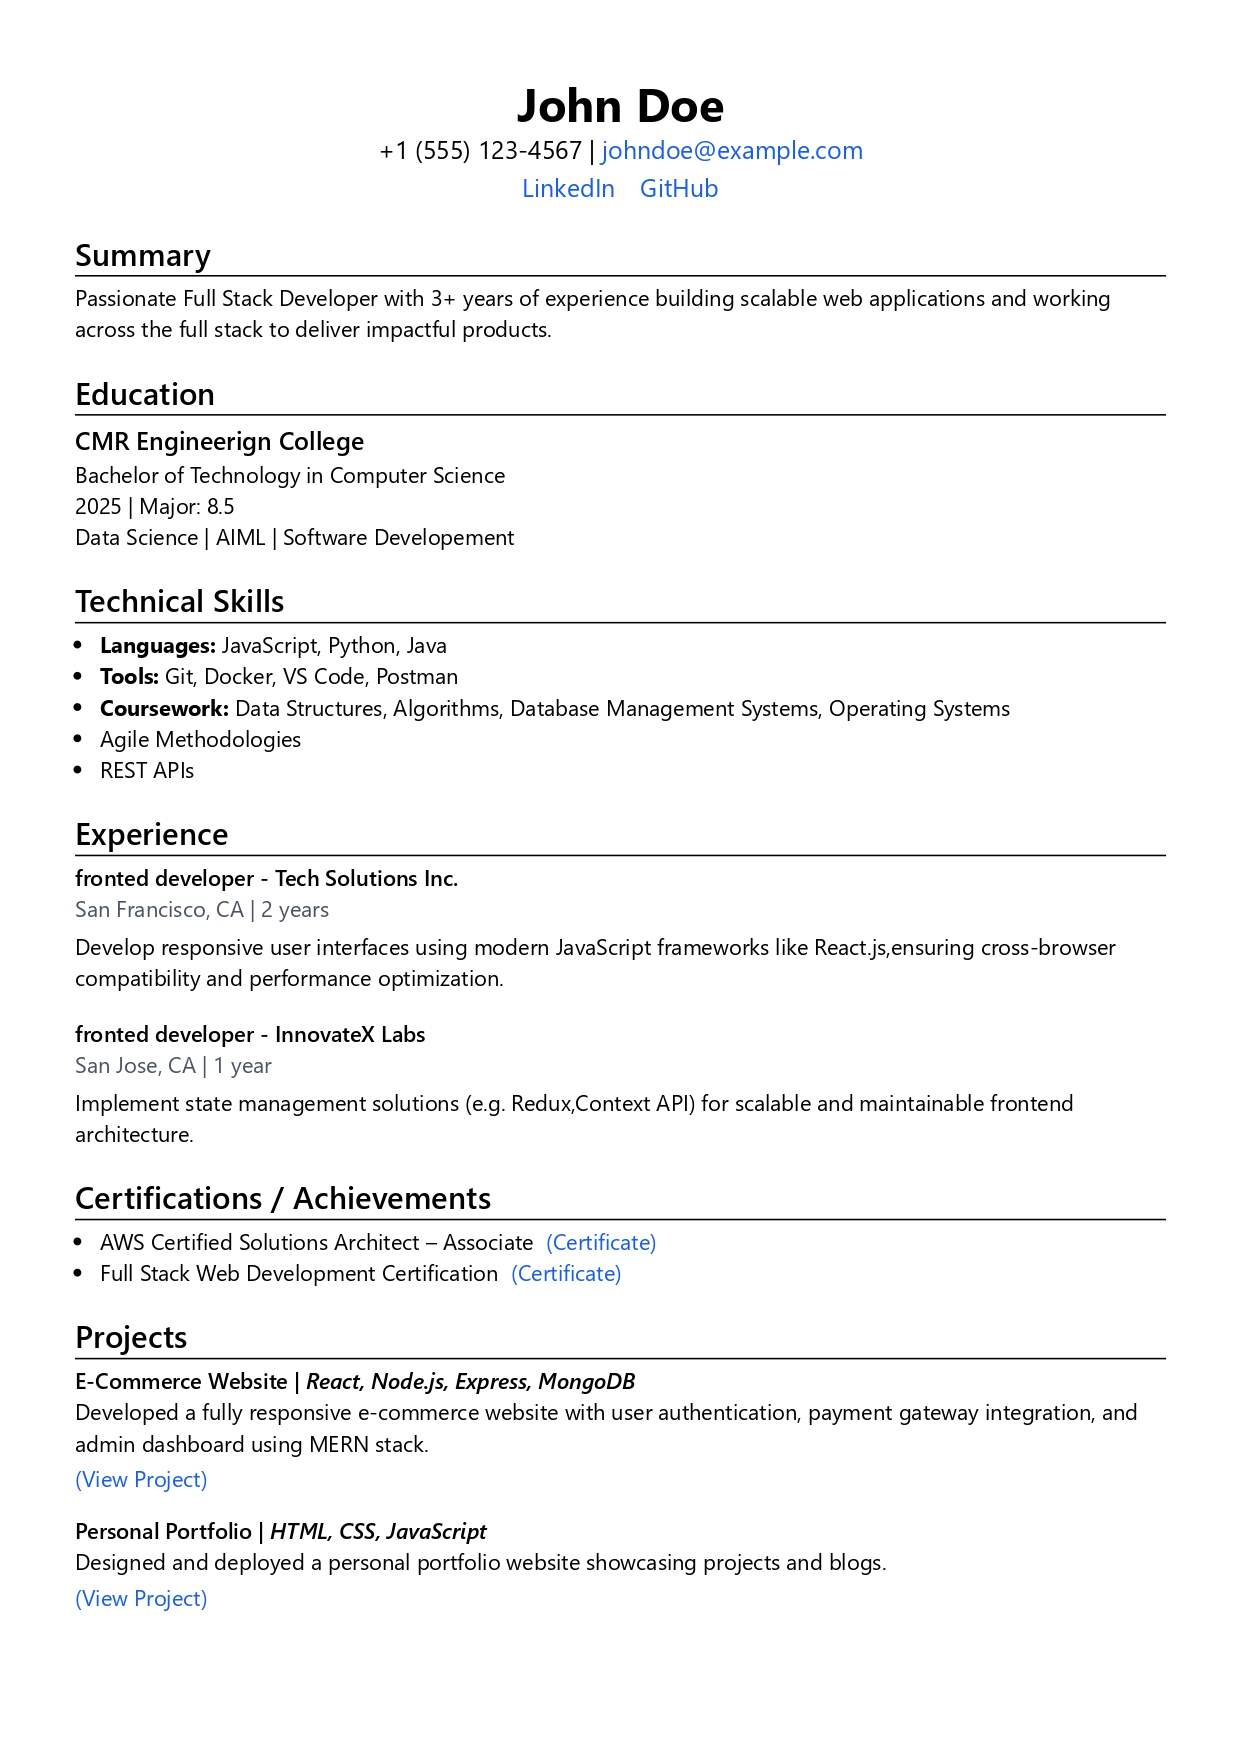 John Doe
+1 (555) 123-4567 | johndoe@example.com
LinkedIn GitHub
Summary
Passionate Full Stack Developer with 3+ years of experience building scalable web applications and working
across the full stack to deliver impactful products.
Education
CMR Engineerign College
Bachelor of Technology in Computer Science
2025 | Major: 8.5
Data Science | AIML | Software Developement
Technical Skills
• Languages: JavaScript, Python, Java
• Tools: Git, Docker, VS Code, Postman
• Coursework: Data Structures, Algorithms, Database Management Systems, Operating Systems
• Agile Methodologies
• REST APIs
Experience
fronted developer - Tech Solutions Inc.
San Francisco, CA | 2 years
Develop responsive user interfaces using modern JavaScript frameworks like React.js,ensuring cross-browser
compatibility and performance optimization.
fronted developer - InnovateX Labs
San Jose, CA | 1 year
Implement state management solutions (e.g. Redux,Context API) for scalable and maintainable frontend
architecture.
Certifications / Achievements
• AWS Certified Solutions Architect – Associate (Certificate)
• Full Stack Web Development Certification (Certificate)
Projects
E-Commerce Website | React, Node.js, Express, MongoDB
Developed a fully responsive e-commerce website with user authentication, payment gateway integration, and
admin dashboard using MERN stack.
(View Project)
Personal Portfolio | HTML, CSS, JavaScript
Designed and deployed a personal portfolio website showcasing projects and blogs.
(View Project)